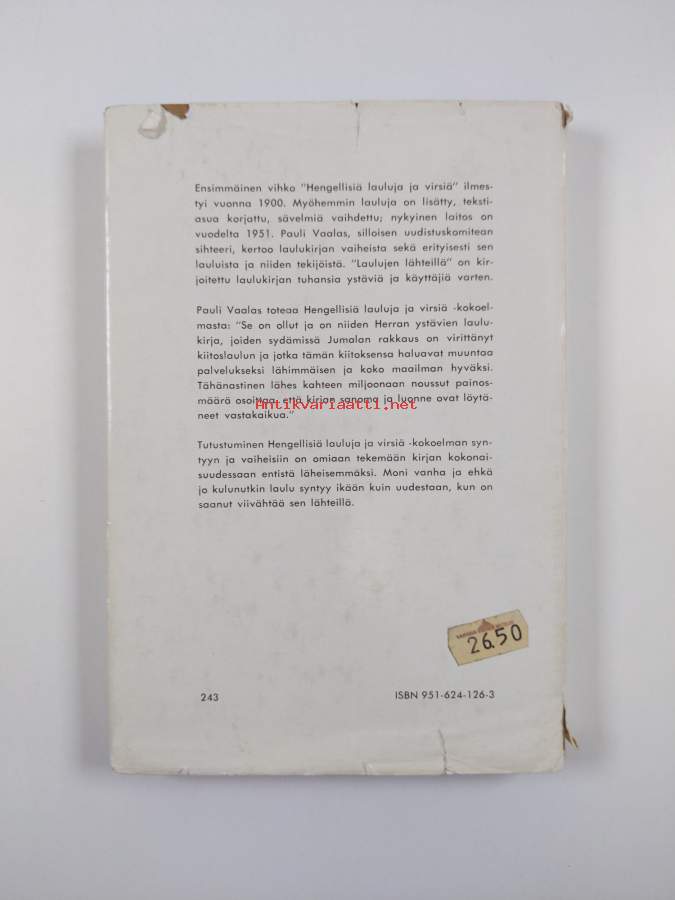 Ensimmäinen vihko "Hengellisiä lauluja ja virsiä" ilmes-
tyi vuonna 1900. Myöhemmin lauluja on lisätty, teksti-
asua korjattu, sävelmiä vaihdettu; nykyinen laitos on
vuodelta 1951. Pauli Vaalas, silloisen uudistuskomitean
sihteeri, kertoo laulukirjan vaiheista sekä erityisesti sen
lauluista ja niiden tekijöistä. "Laulujen lähteillä" on kir-
joitettu laulukirjan tuhansia ystäviä ja käyttäjiä varten.
Pauli Vaalas toteaa Hengellisiä lauluja ja virsiä -kokoel-
masta: "Se on ollut ja on niiden Herran ystävien laulu-
kirja, joiden sydämissä Jumalan rakkaus on virittänyt
kiitoslaulun ja jotka tämän kiitoksensa haluavat muuntaa
palvelukseksi lähimmäisen ja koko maailman hyväksi.
Tähänastinen lähes kahteen miljoonaan noussut painos-
määrä osoittaa, että kirjan sanoma ja luonne ovat löytä-
neet vastakaikua."
Antikvariaatti.net
Tutustuminen Hengellisiä lauluja ja virsiä -kokoelman syn-
tyyn ja vaiheisiin on omiaan tekemään kirjan kokonai-
suudessaan entistä läheisemmäksi. Moni vanha ja ehkä
jo kulunutkin laulu syntyy ikään kuin uudestaan, kun on
saanut viivähtää sen lähteillä.
26.50
243
ISBN 951-624-126-3